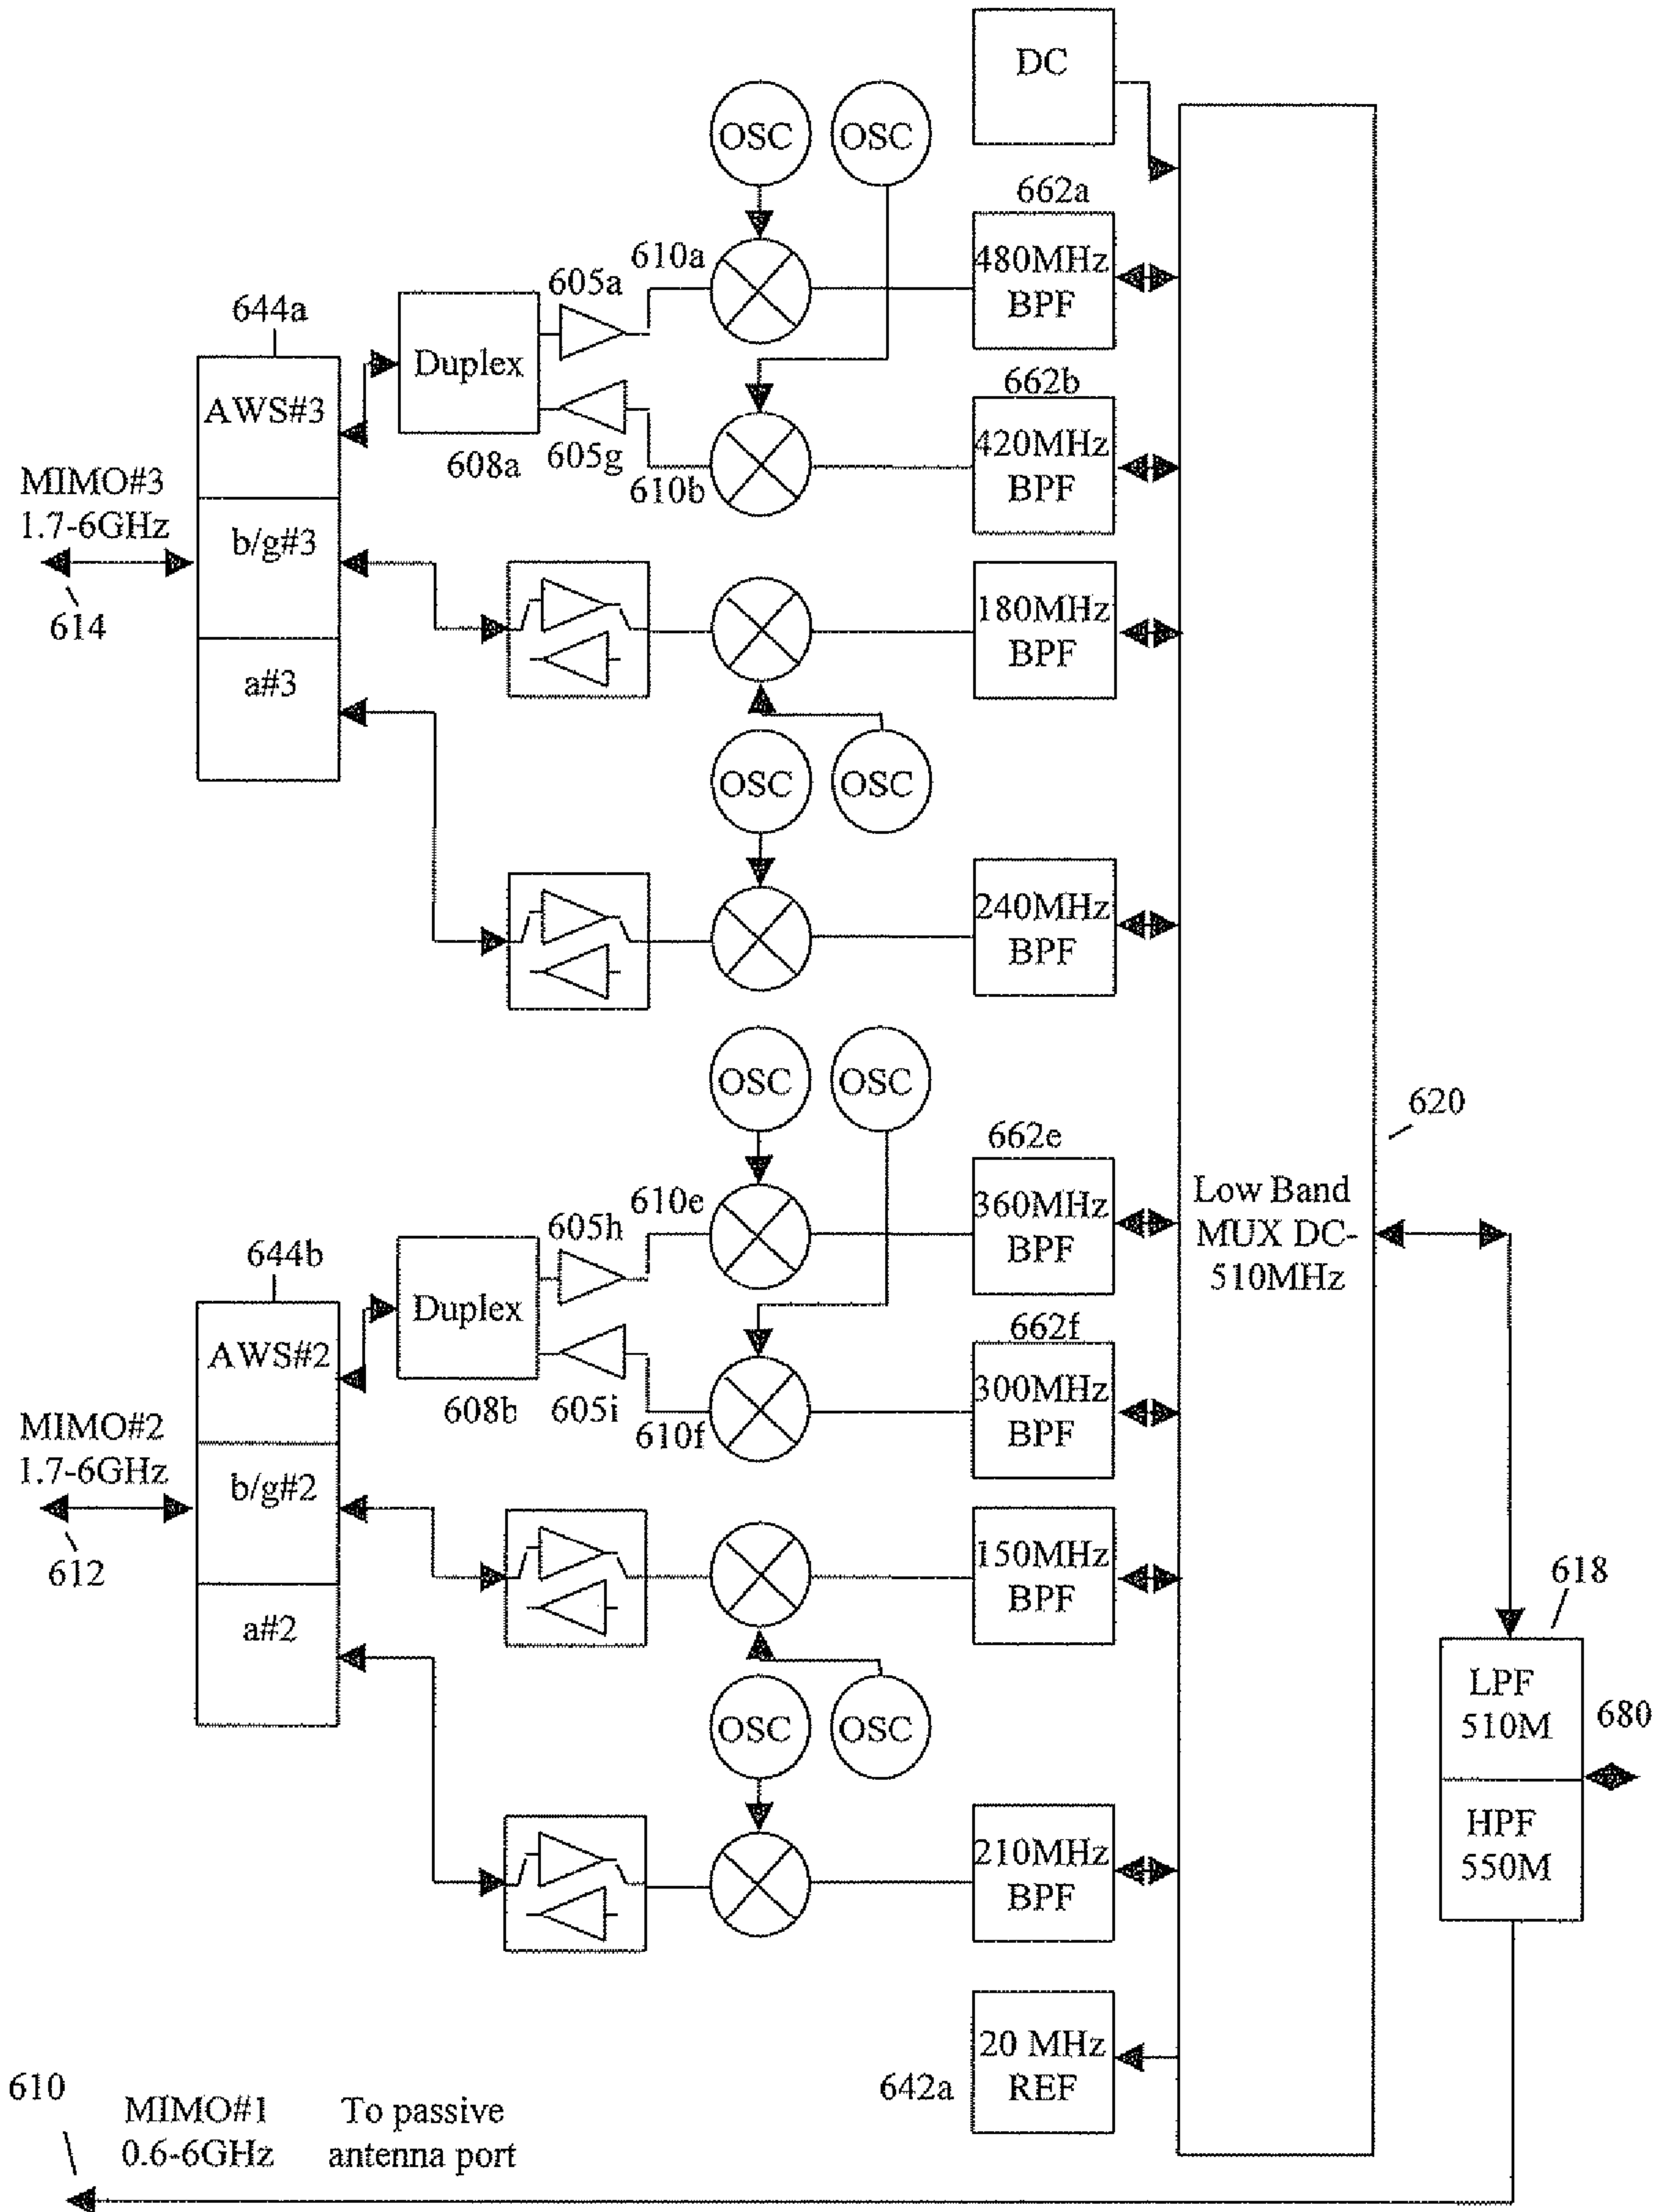 DC
OSC
OSC
662a
480MHz
BPF
610a
605a
644a
Duplex
AWS#3
662b
420MHz
BPF
608a
605g
610b
MIMO#3
1.7-6GHz
b/g#3
614
180MHz
BPF
a#3
OSC
OSC
240MHz
BPF
OSC
OSC
620
662e
360MHz
BPF
610e
605h
Low Band
MUX DC-
510MHz
644b
Duplex
AWS#2
662f
300MHz
BPF
608b
605i
610f
MIMO#2
1.7-6GHz
b/g#2
612
150MHz
BPF
618
a#2
OSC
OSC
LPF
510M
680
HPF
550M
210MHz
BPF
20 MHz
REF
642a
610
MIMO#1
0.6-6GHz
To passive
antenna port